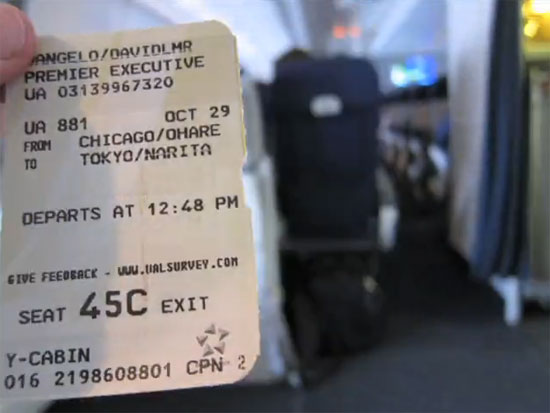 ANGELO/DAVIDLMR
PREMIER EXECUTIVE
UA 03139967320
UA 881 OCT 29
FROM CHICAGO/OHARE
TO TOKYO/NARITA
DEPARTS AT 12:48 PM
GIVE FEEDBACK - WWW.UALSURVEY.COM
SEAT 45C EXIT
Y-CABIN
016 2198608801 CPN 2